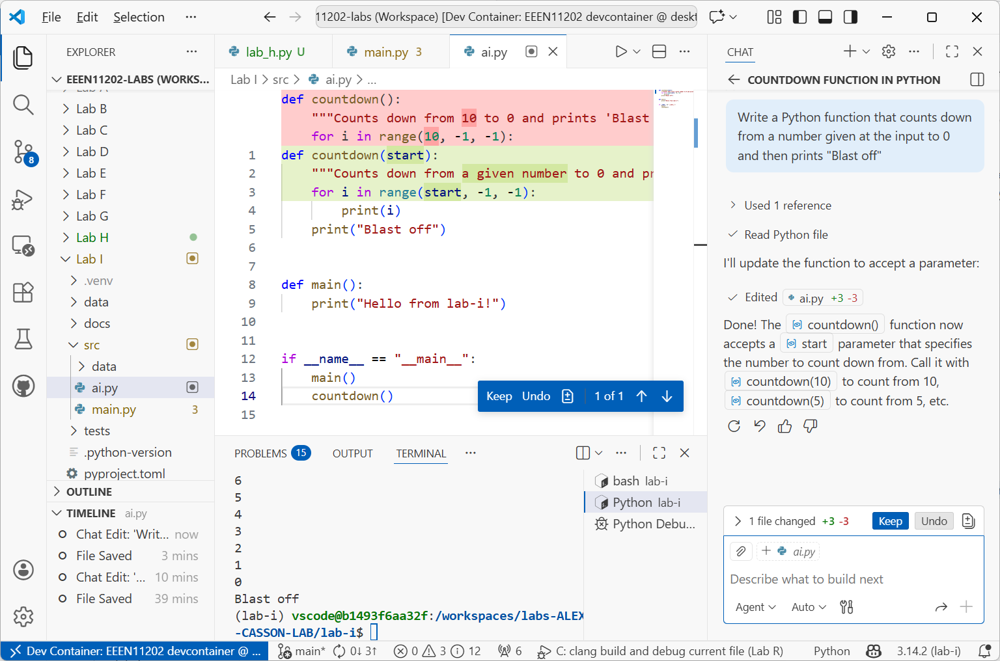 File Edit Selection ···
11202-labs (Workspace) [Dev Container: EEEN11202 devcontainer @ deskt
EXPLORER
EEEN11202-LABS (WORKS...
Lab A
Lab B
Lab C
Lab D
Lab E
Lab F
Lab G
Lab H
Lab I
.venv
data
docs
src
data
ai.py
main.py 3
tests
.python-version
pyproject.toml
OUTLINE
TIMELINE ai.py
Chat Edit: 'Writ... now
File Saved 3 mins
Chat Edit: '... 10 mins
File Saved 39 mins
8
lab_h.py U
main.py 3
ai.py
Lab I > src > ai.py > ...
def countdown():
"""Counts down from 10 to 0 and prints 'Blast
for i in range(10, -1, -1):
1 def countdown(start):
2 """Counts down from a given number to 0 and pr
3 for i in range(start, -1, -1):
4 print(i)
5 print("Blast off")
6
7
8 def main():
9 print("Hello from lab-i!")
10
11
12 if __name__ == "__main__":
13 main()
14 countdown()
15
Keep Undo 1 of 1
PROBLEMS 15 OUTPUT TERMINAL ···
6
5
4
3
2
1
0
Blast off
(lab-i) vscode@b1493f6aa32f:/workspaces/labs-ALEX
-CASSON-LAB/lab-i$
bash lab-i
Python lab-i
Python Debu...
CHAT
COUNTDOWN FUNCTION IN PYTHON
Write a Python function that counts down
from a number given at the input to 0
and then prints "Blast off"
Used 1 reference
Read Python file
I'll update the function to accept a parameter:
Edited ai.py +3 -3
Done! The countdown() function now
accepts a start parameter that specifies
the number to count down from. Call it with
countdown(10) to count from 10,
countdown(5) to count from 5, etc.
1 file changed +3 -3 Keep Undo
ai.py
Describe what to build next
Agent Auto
Dev Container: EEEN11202 devcontainer @ ... main* 0↓ 3↑ 0 3 12 6 C: clang build and debug current file (Lab R) Python 3.14.2 (lab-i)